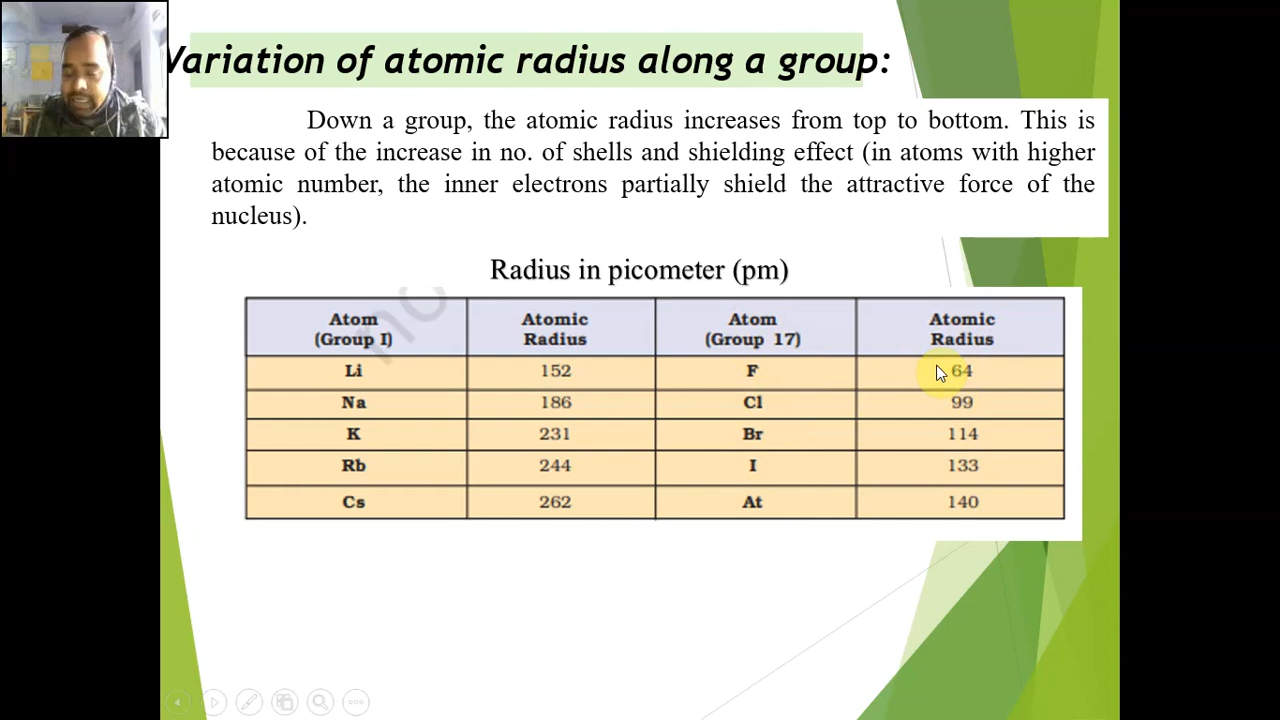 Variation of atomic radius along a group:
Down a group, the atomic radius increases from top to bottom. This is
because of the increase in no. of shells and shielding effect (in atoms with higher
atomic number, the inner electrons partially shield the attractive force of the
nucleus).
Radius in picometer (pm)
Atom (Group I) Atomic Radius Atom (Group 17) Atomic Radius
Li 152 F 64
Na 186 Cl 99
K 231 Br 114
Rb 244 I 133
Cs 262 At 140